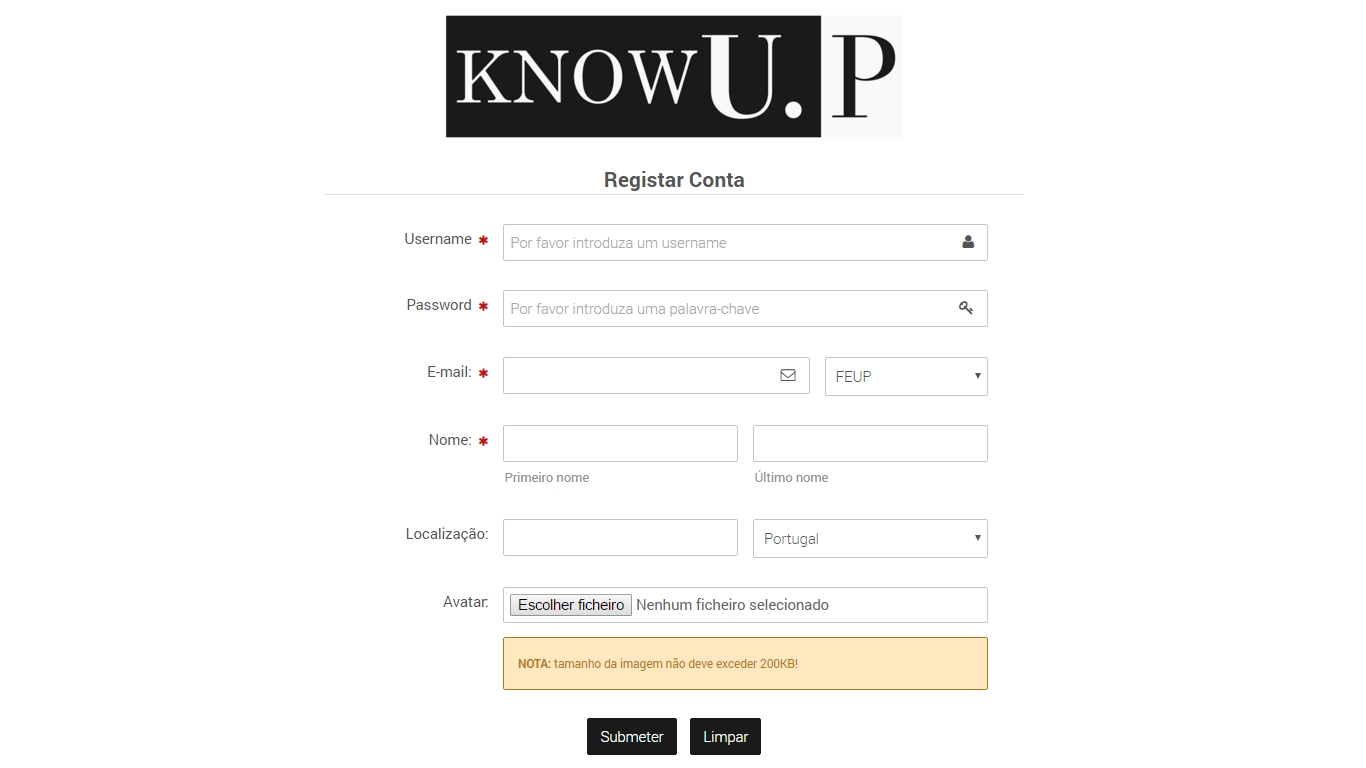 KNOWU.P
Registar Conta
Username ✱ Por favor introduza um username
Password ✱ Por favor introduza uma palavra-chave
E-mail: ✱ FEUP
Nome: ✱
Primeiro nome Último nome
Localização: Portugal
Avatar: Escolher ficheiro Nenhum ficheiro selecionado
NOTA: tamanho da imagem não deve exceder 200KB!
Submeter Limpar